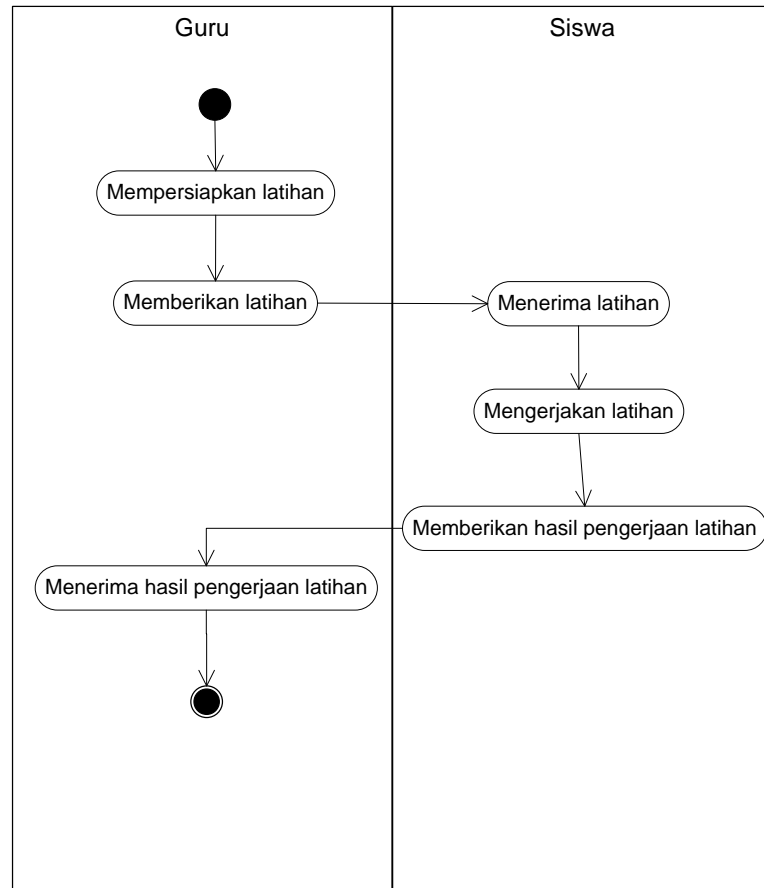 Guru
Siswa
Mempersiapkan latihan
Memberikan latihan
Menerima latihan
Mengerjakan latihan
Memberikan hasil pengerjaan latihan
Menerima hasil pengerjaan latihan